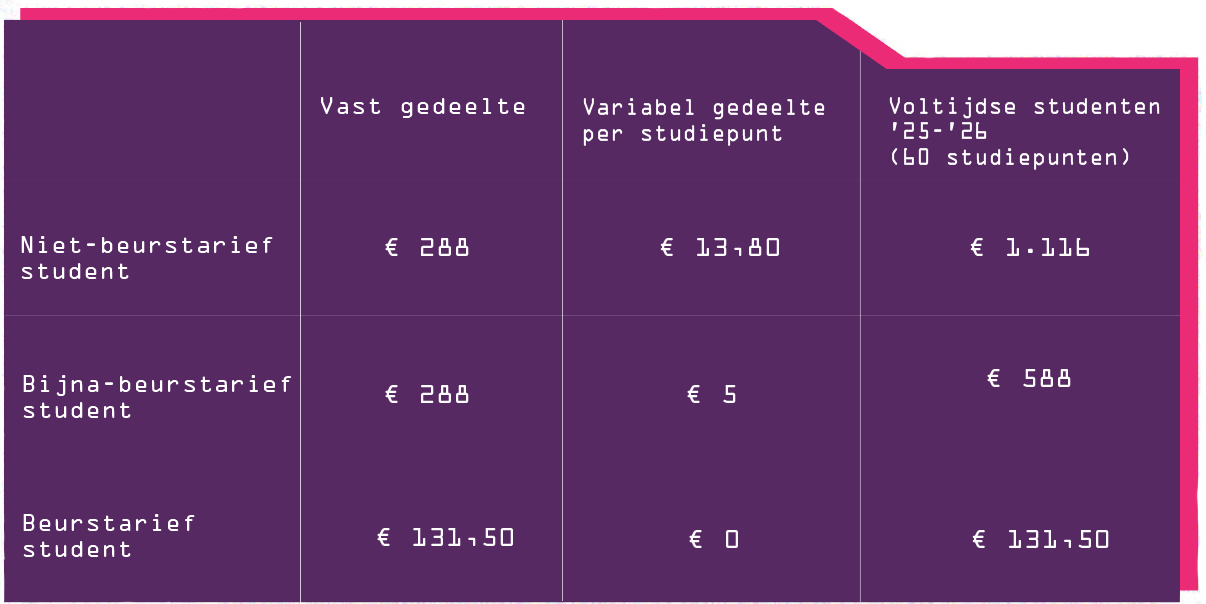 Vast gedeelte
Variabel gedeelte
per studiepunt
Voltijdse studenten
'25-'26
(60 studiepunten)
Niet-beurstarief
student
€ 288
€ 13,80
€ 1.116
Bijna-beurstarief
student
€ 288
€ 5
€ 588
Beurstarief
student
€ 131,50
€ 0
€ 131,50